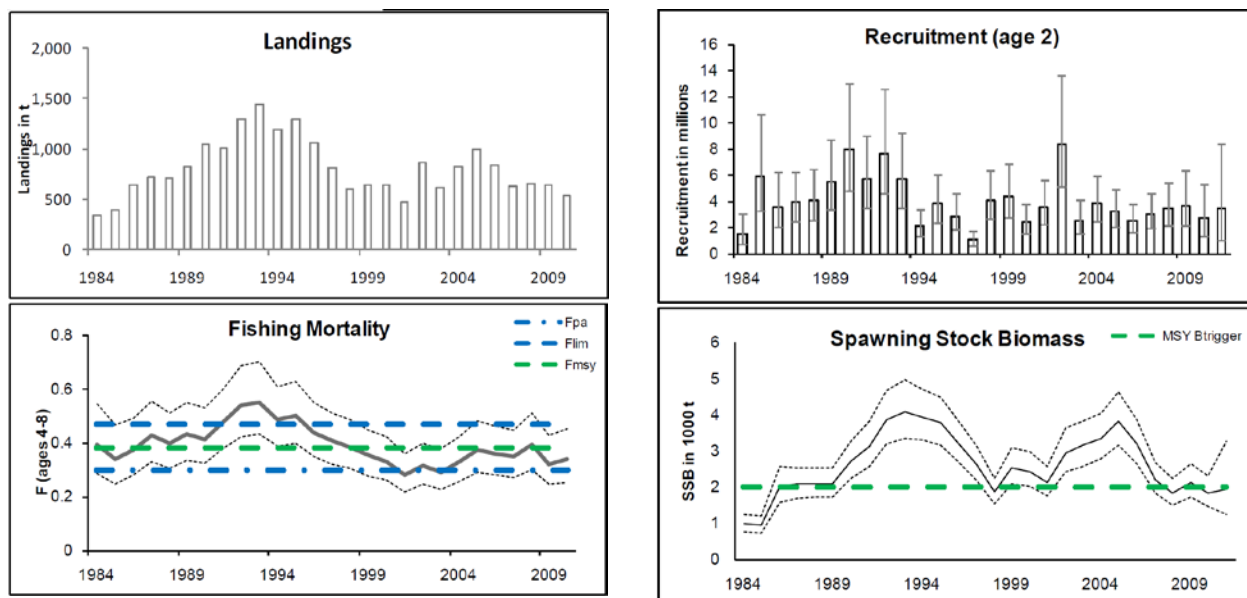 Landings
2,000
1,500
1,000
500
0
Landings in t
1984 1989 1994 1999 2004 2009
Recruitment (age 2)
16
14
12
10
8
6
4
2
0
Recruitment in millions
1984 1989 1994 1999 2004 2009
Fishing Mortality
Fpa
Flim
Fmsy
0.8
0.6
0.4
0.2
0
F (ages 4-8)
1984 1989 1994 1999 2004 2009
Spawning Stock Biomass
MSY Btrigger
6
5
4
3
2
1
0
SSB in 1000 t
1984 1989 1994 1999 2004 2009